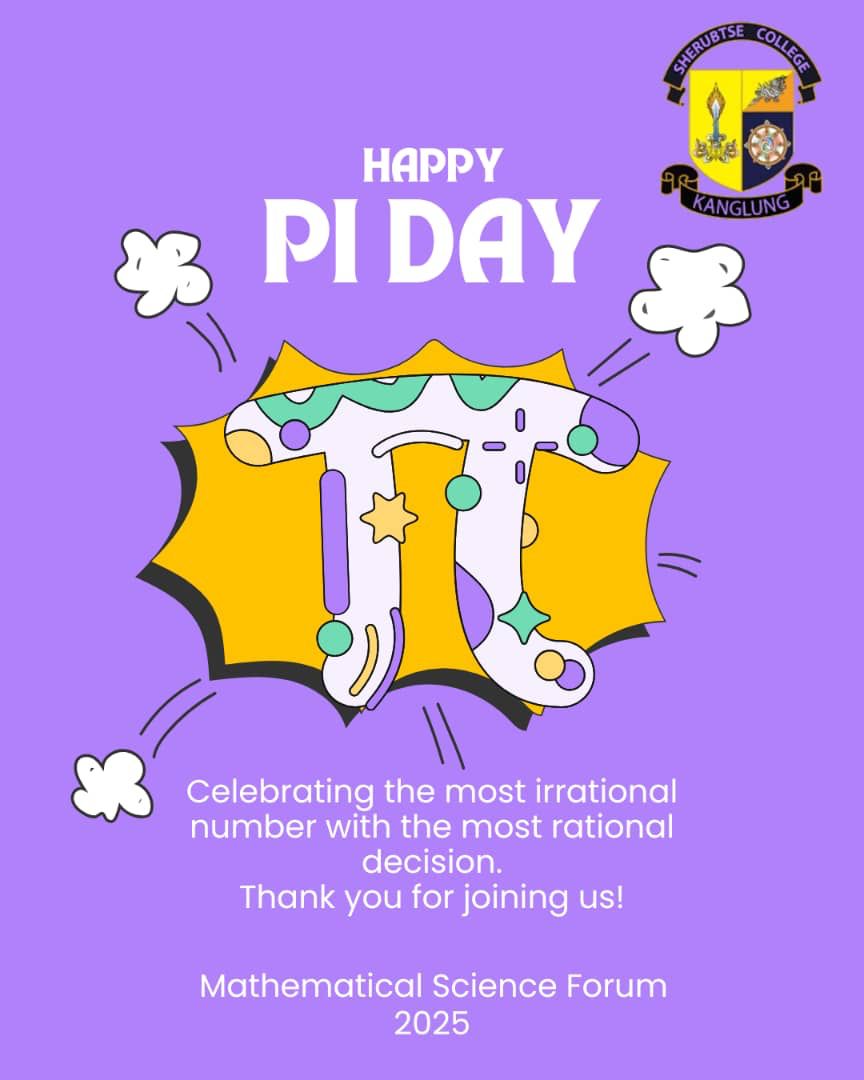 SHERUBTSE COLLEGE
KANGLUNG
HAPPY
PI DAY
Celebrating the most irrational
number with the most rational
decision.
Thank you for joining us!
Mathematical Science Forum
2025